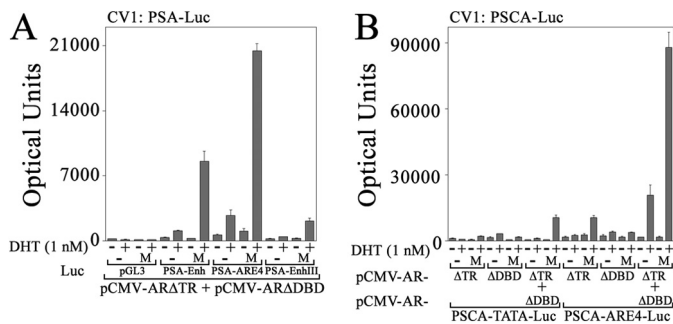 A
CV1: PSA-Luc
Optical Units
21000
14000
7000
0
DHT (1 nM) - + - + - + - + - + - + - + - +
- M - M - M - M
Luc pGL3 PSA-Enh PSA-ARE4 PSA-EnhIII
pCMV-ARΔTR + pCMV-ARΔDBD
B
CV1: PSCA-Luc
Optical Units
90000
60000
30000
0
DHT (1 nM) - + - + - + - + - + - + - + - +
- M - M
pCMV-AR- ΔTR ΔDBD ΔTR ΔTR ΔDBD ΔTR
+ +
pCMV-AR- ΔDBD ΔDBD
PSCA-TATA-Luc PSCA-ARE4-Luc